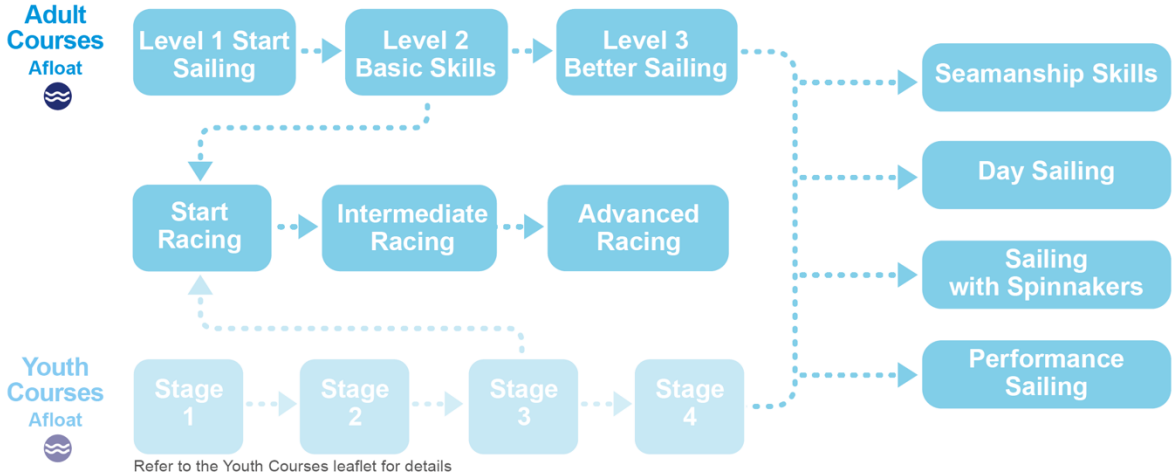 Adult
Courses
Afloat
Level 1 Start
Sailing
Level 2
Basic Skills
Level 3
Better Sailing
Seamanship Skills
Day Sailing
Sailing
with Spinnakers
Performance
Sailing
Start
Racing
Intermediate
Racing
Advanced
Racing
Youth
Courses
Afloat
Stage
1
Stage
2
Stage
3
Stage
4
Refer to the Youth Courses leaflet for details